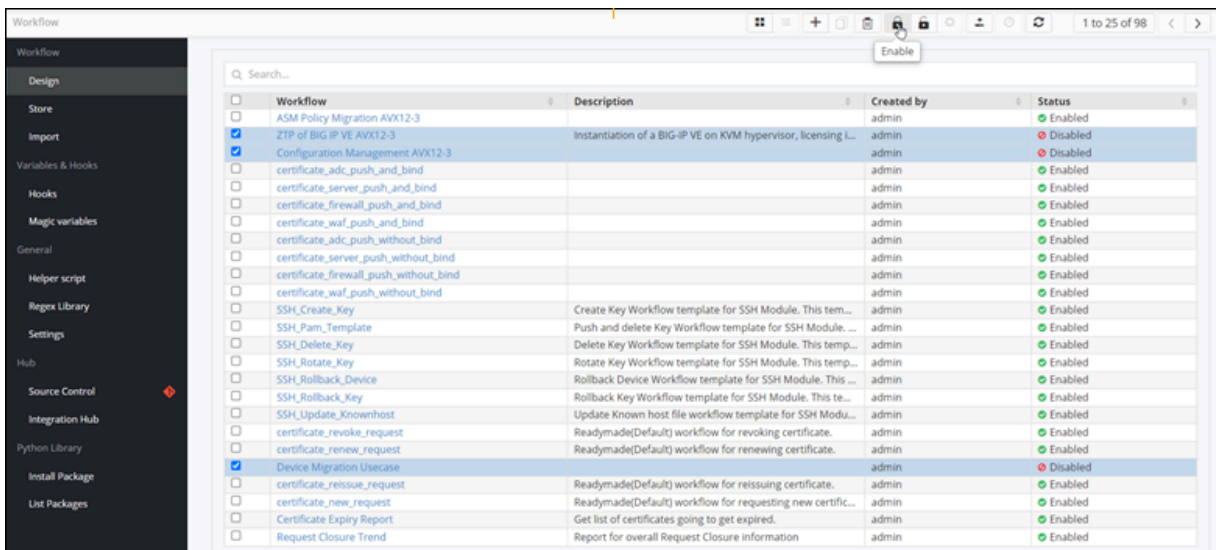 Workflow
1 to 25 of 98
Enable
Workflow
Design
Store
Import
Variables & Hooks
Hooks
Magic variables
General
Helper script
Regex Library
Settings
Hub
Source Control
Integration Hub
Python Library
Install Package
List Packages
Search...
Workflow Description Created by Status
ASM Policy Migration AVX12-3 admin Enabled
ZTP of BIG IP VE AVX12-3 Instantiation of a BIG-IP VE on KVM hypervisor, licensing i... admin Disabled
Configuration Management AVX12-3 admin Disabled
certificate_adc_push_and_bind admin Enabled
certificate_server_push_and_bind admin Enabled
certificate_firewall_push_and_bind admin Enabled
certificate_waf_push_and_bind admin Enabled
certificate_adc_push_without_bind admin Enabled
certificate_server_push_without_bind admin Enabled
certificate_firewall_push_without_bind admin Enabled
certificate_waf_push_without_bind admin Enabled
SSH_Create_Key Create Key Workflow template for SSH Module. This tem... admin Enabled
SSH_Pam_Template Push and delete Key Workflow template for SSH Module. ... admin Enabled
SSH_Delete_Key Delete Key Workflow template for SSH Module. This temp... admin Enabled
SSH_Rotate_Key Rotate Key Workflow template for SSH Module. This temp... admin Enabled
SSH_Rollback_Device Rollback Device Workflow template for SSH Module. This ... admin Enabled
SSH_Rollback_Key Rollback Key Workflow template for SSH Module. This te... admin Enabled
SSH_Update_Knownhost Update Known host file workflow template for SSH Modu... admin Enabled
certificate_revoke_request Readymade(Default) workflow for revoking certificate. admin Enabled
certificate_renew_request Readymade(Default) workflow for renewing certificate. admin Enabled
Device Migration Usecase admin Disabled
certificate_reissue_request Readymade(Default) workflow for reissuing certificate. admin Enabled
certificate_new_request Readymade(Default) workflow for requesting new certific... admin Enabled
Certificate Expiry Report Get list of certificates going to get expired. admin Enabled
Request Closure Trend Report for overall Request Closure information admin Enabled